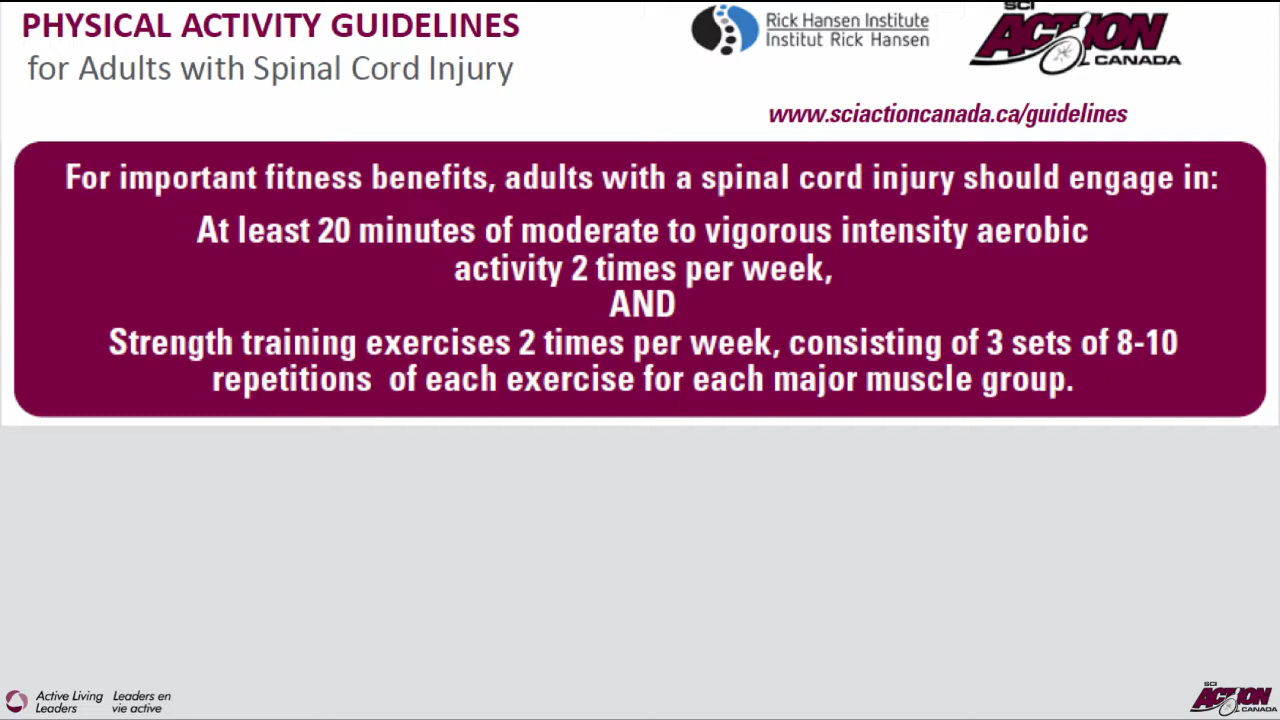 PHYSICAL ACTIVITY GUIDELINES
for Adults with Spinal Cord Injury
Rick Hansen Institute
Institut Rick Hansen
SCI
ACTION
CANADA
www.sciactioncanada.ca/guidelines
For important fitness benefits, adults with a spinal cord injury should engage in:
At least 20 minutes of moderate to vigorous intensity aerobic
activity 2 times per week,
AND
Strength training exercises 2 times per week, consisting of 3 sets of 8-10
repetitions of each exercise for each major muscle group.
Active Living
Leaders
Leaders en
vie active
SCI
ACTION
CANADA